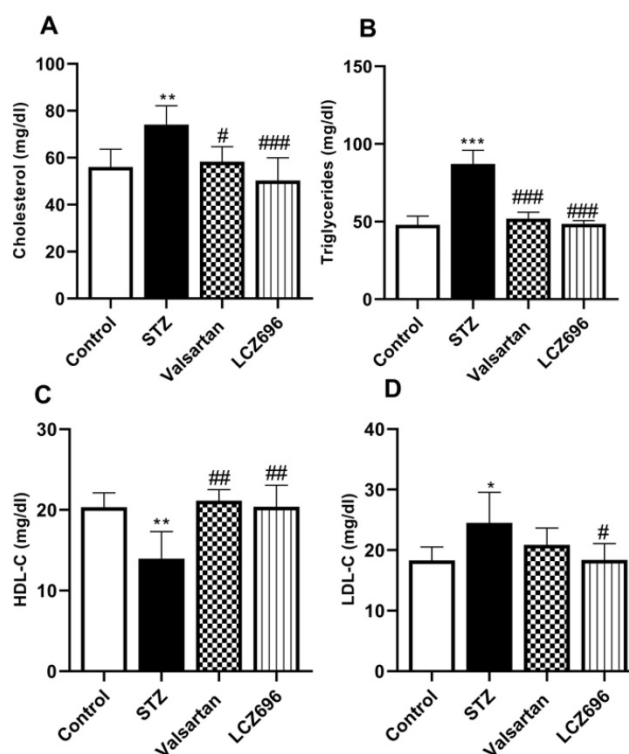 A
Cholesterol (mg/dl)
100
80
60
40
20
0
**
#
###
Control
STZ
Valsartan
LCZ696
B
Triglycerides (mg/dl)
150
100
50
0
***
###
###
Control
STZ
Valsartan
LCZ696
C
HDL-C (mg/dl)
30
20
10
0
**
##
##
Control
STZ
Valsartan
LCZ696
D
LDL-C (mg/dl)
40
30
20
10
0
*
#
Control
STZ
Valsartan
LCZ696